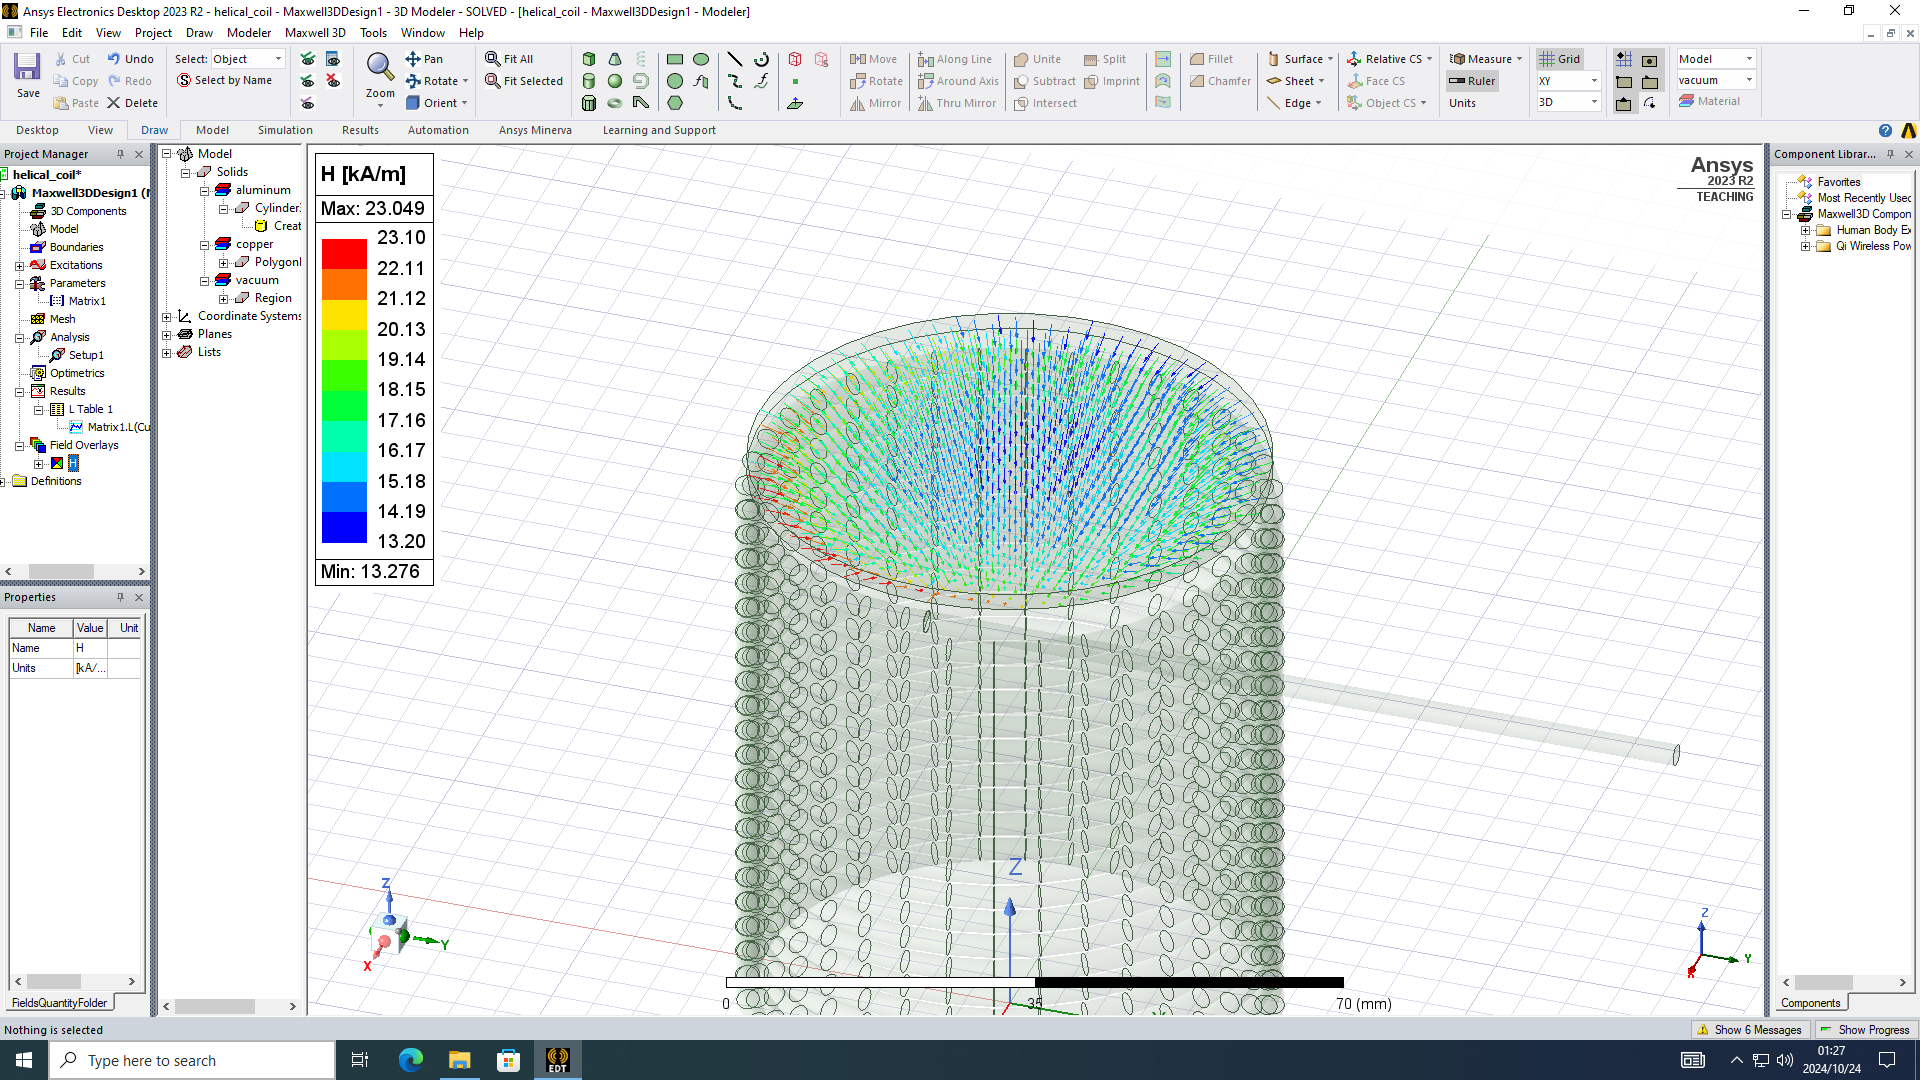 Ansys Electronics Desktop 2023 R2 - helical_coil - Maxwell3DDesign1 - 3D Modeler - SOLVED - [helical_coil - Maxwell3DDesign1 - Modeler]
File Edit View Project Draw Modeler Maxwell 3D Tools Window Help
Save
Cut
Copy
Paste
Undo
Redo
Delete
Select: Object
Select by Name
Zoom
Pan
Rotate
Orient
Fit All
Fit Selected
Move
Rotate
Mirror
Along Line
Around Axis
Thru Mirror
Unite
Subtract
Intersect
Split
Imprint
Fillet
Chamfer
Surface
Sheet
Edge
Relative CS
Face CS
Object CS
Measure
Ruler
Units
Grid
XY
3D
Model
vacuum
Material
Desktop View Draw Model Simulation Results Automation Ansys Minerva Learning and Support
Project Manager
helical_coil*
Maxwell3DDesign1 (
3D Components
Model
Boundaries
Excitations
Parameters
Matrix1
Mesh
Analysis
Setup1
Optimetrics
Results
L Table 1
Matrix1.L(Cu
Field Overlays
H
Definitions
Properties
Name Value Unit
Name H
Units [kA/...
FieldsQuantityFolder
Model
Solids
aluminum
Cylinder
Creat
copper
Polygon
vacuum
Region
Coordinate Systems
Planes
Lists
H [kA/m]
Max: 23.049
23.10
22.11
21.12
20.13
19.14
18.15
17.16
16.17
15.18
14.19
13.20
Min: 13.276
Ansys
2023 R2
TEACHING
Z
Z
Y
X
0 35 70 (mm)
Z
Y
X
Component Librar...
Favorites
Most Recently Used
Maxwell3D Compon
Human Body Ex
Qi Wireless Pow
Components
Nothing is selected
Show 6 Messages
Show Progress
Type here to search
EDT
01:27
2024/10/24